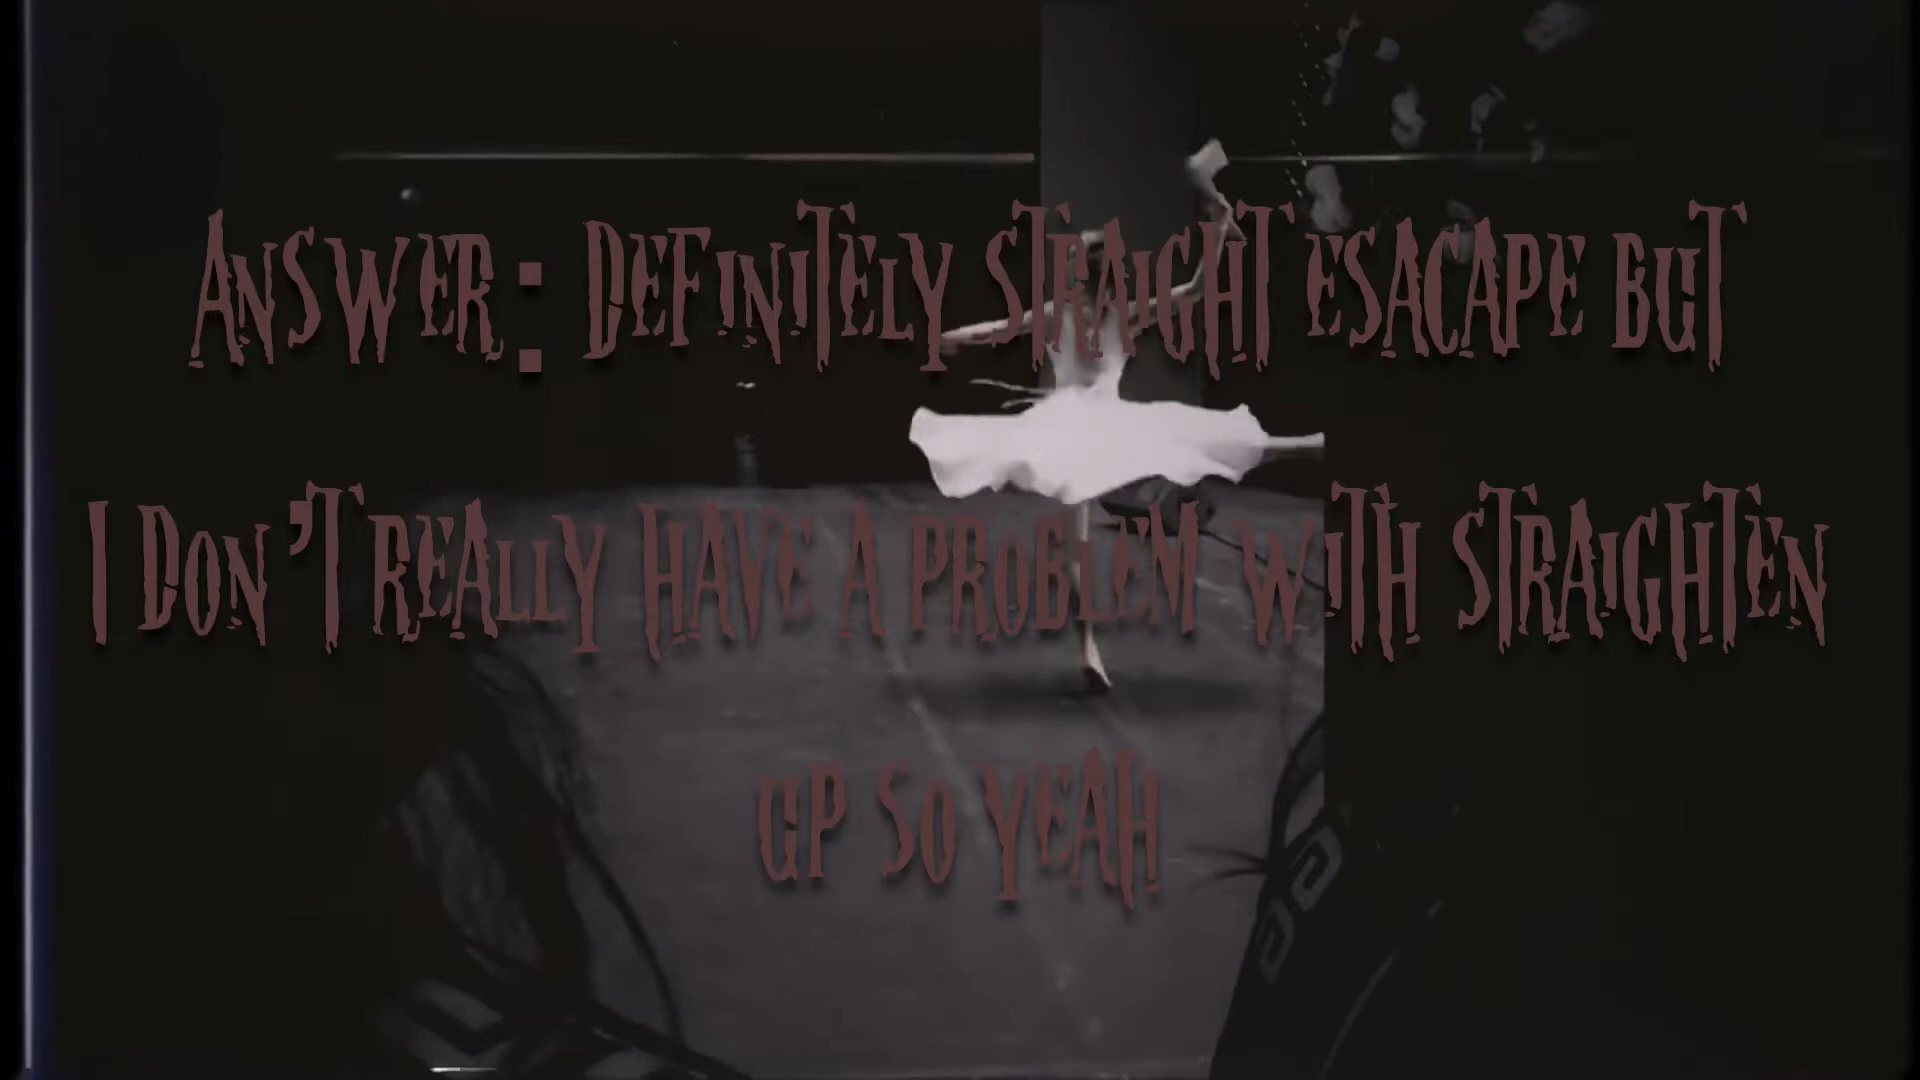 Answer: Definitely straight esacape but
I don't really have a problem with straighten
up so yeah